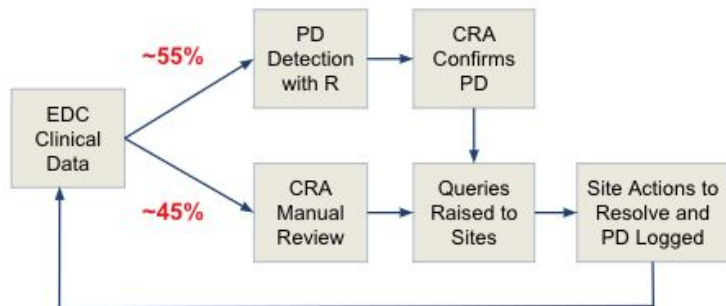 ~55%
PD
Detection
with R
CRA
Confirms
PD
EDC
Clinical
Data
~45%
CRA
Manual
Review
Queries
Raised to
Sites
Site Actions to
Resolve and
PD Logged